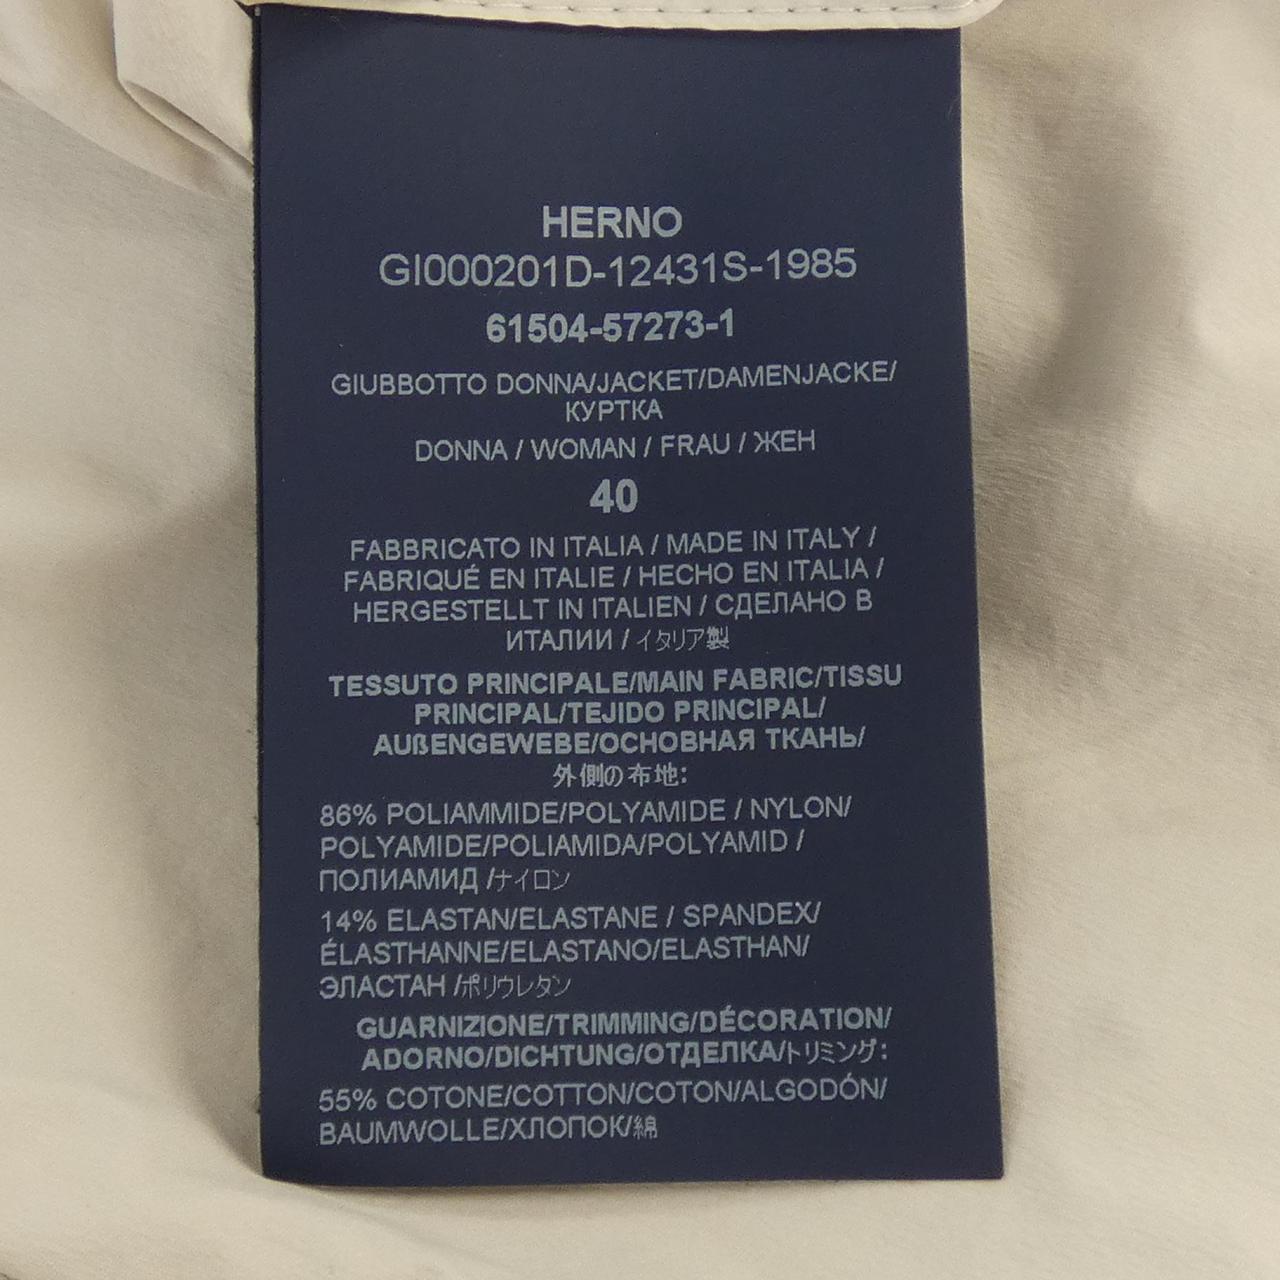 HERNO
GI000201D-12431S-1985
61504-57273-1
GIUBBOTTO DONNA/JACKET/DAMENJACKE/
КУРТКА
DONNA / WOMAN / FRAU / ЖЕН
40
FABBRICATO IN ITALIA / MADE IN ITALY /
FABRIQUÉ EN ITALIE / HECHO EN ITALIA /
HERGESTELLT IN ITALIEN / СДЕЛАНО В
ИТАЛИИ / イタリア製
TESSUTO PRINCIPALE/MAIN FABRIC/TISSU
PRINCIPAL/TEJIDO PRINCIPAL/
AUßENGEWEBE/ОСНОВНАЯ ТКАНЬ/
外側の布地:
86% POLIAMMIDE/POLYAMIDE / NYLON/
POLYAMIDE/POLIAMIDA/POLYAMID /
ПОЛИАМИД /ナイロン
14% ELASTAN/ELASTANE / SPANDEX/
ÉLASTHANNE/ELASTANO/ELASTHAN/
ЭЛАСТАН /ポリウレタン
GUARNIZIONE/TRIMMING/DÉCORATION/
ADORNO/DICHTUNG/ОТДЕЛКА/トリミング:
55% COTONE/COTTON/COTON/ALGODÓN/
BAUMWOLLE/ХЛОПОК/綿